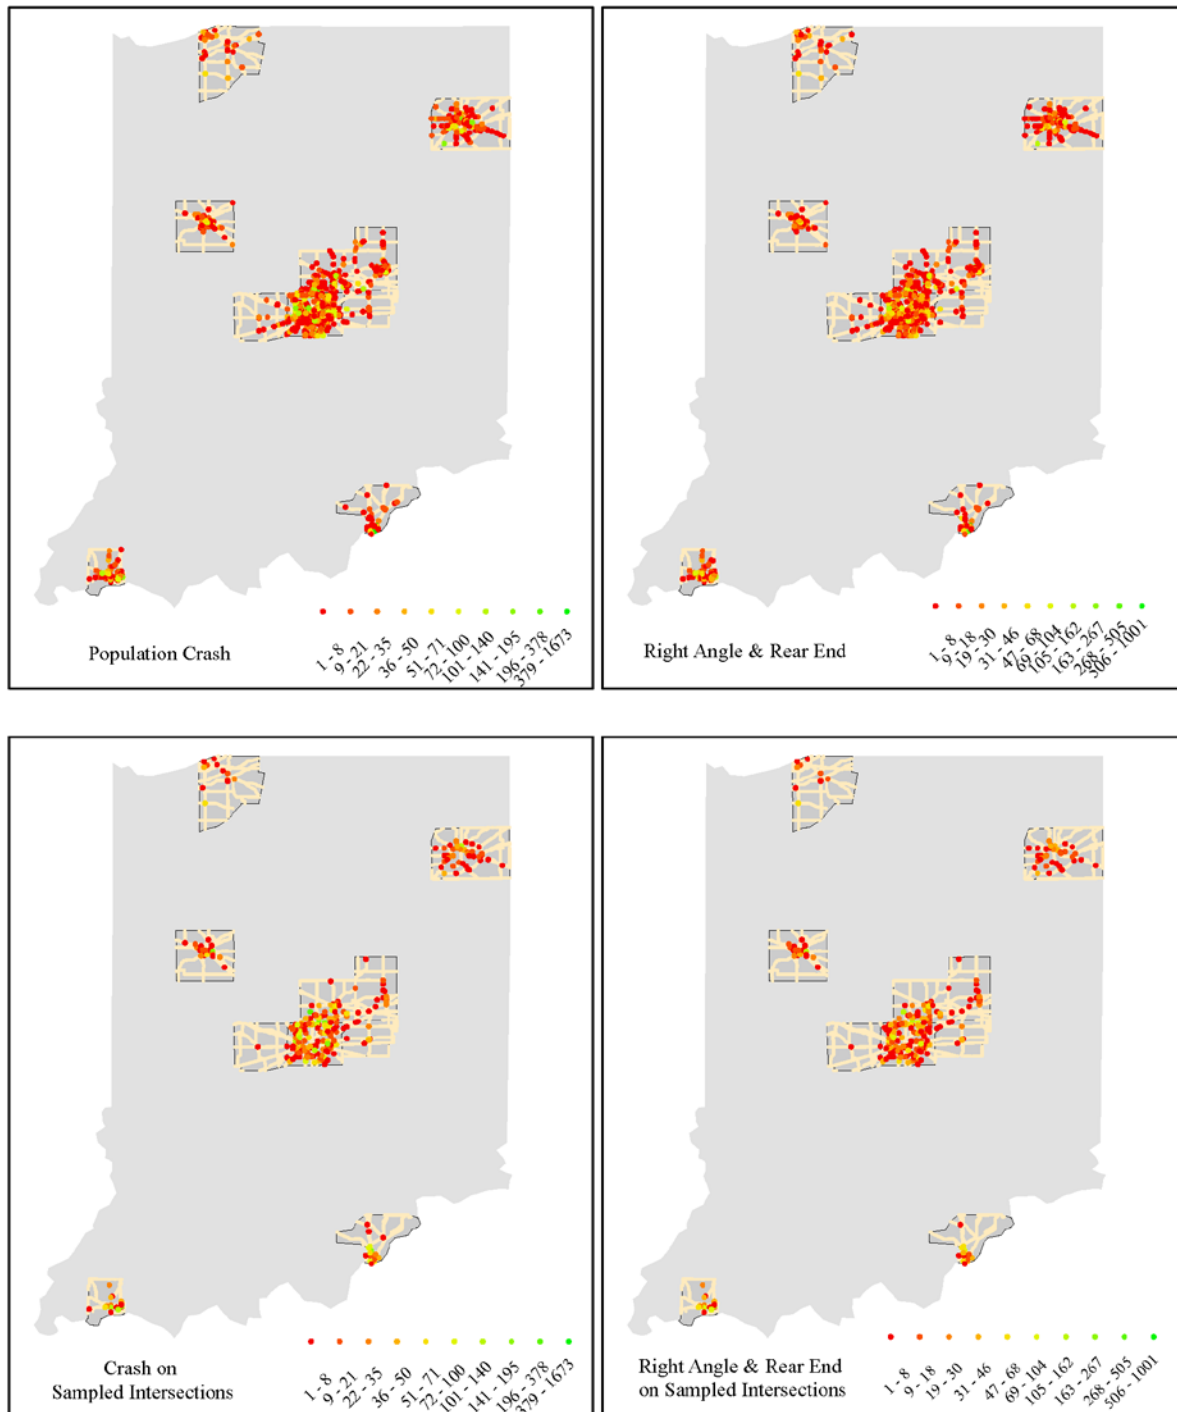 Population Crash
1 - 8
9 - 21
22 - 35
36 - 50
51 - 71
72 - 100
101 - 140
141 - 195
196 - 378
379 - 1673
Right Angle & Rear End
1 - 8
9 - 18
19 - 30
31 - 46
47 - 68
69 - 104
105 - 162
163 - 267
268 - 505
506 - 1001
Crash on
Sampled Intersections
1 - 8
9 - 21
22 - 35
36 - 50
51 - 71
72 - 100
101 - 140
141 - 195
196 - 378
379 - 1673
Right Angle & Rear End
on Sampled Intersections
1 - 8
9 - 18
19 - 30
31 - 46
47 - 68
69 - 104
105 - 162
163 - 267
268 - 505
506 - 1001